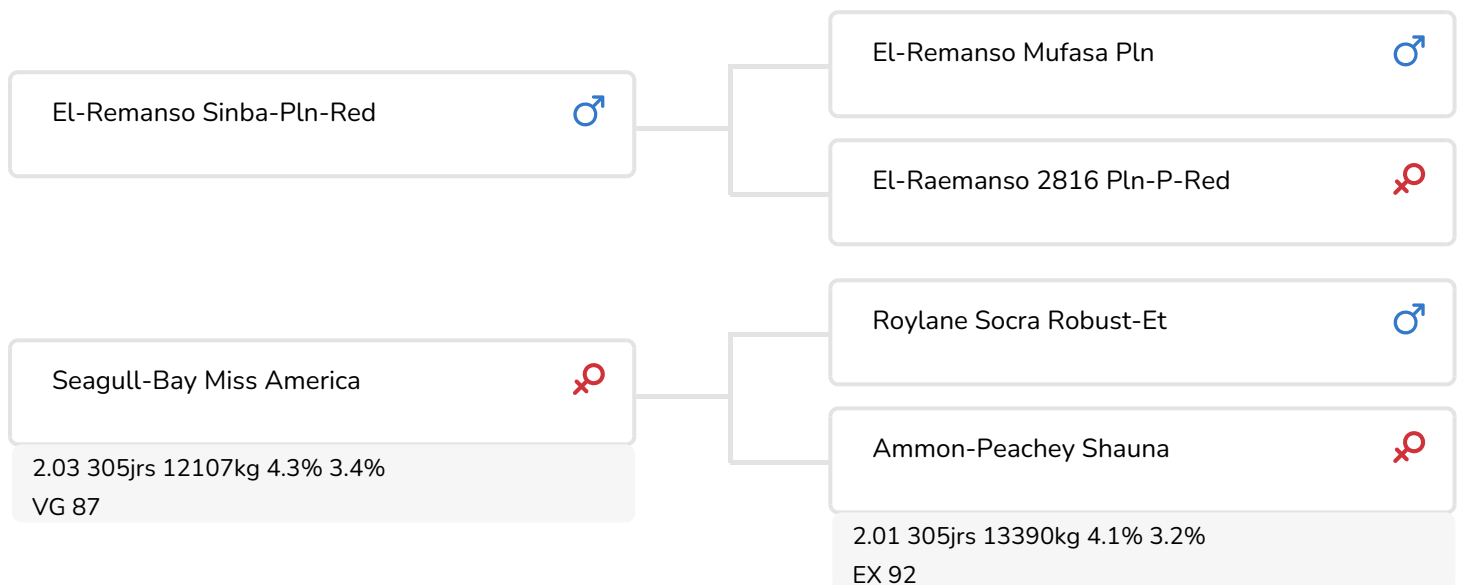 El-Remanso Sinba-Pln-Red
El-Remanso Mufasa Pln
El-Raemanso 2816 Pln-P-Red
Seagull-Bay Miss America
2.03 305jrs 12107kg 4.3% 3.4%
VG 87
Roylane Socra Robust-Et
Ammon-Peachey Shauna
2.01 305jrs 13390kg 4.1% 3.2%
EX 92